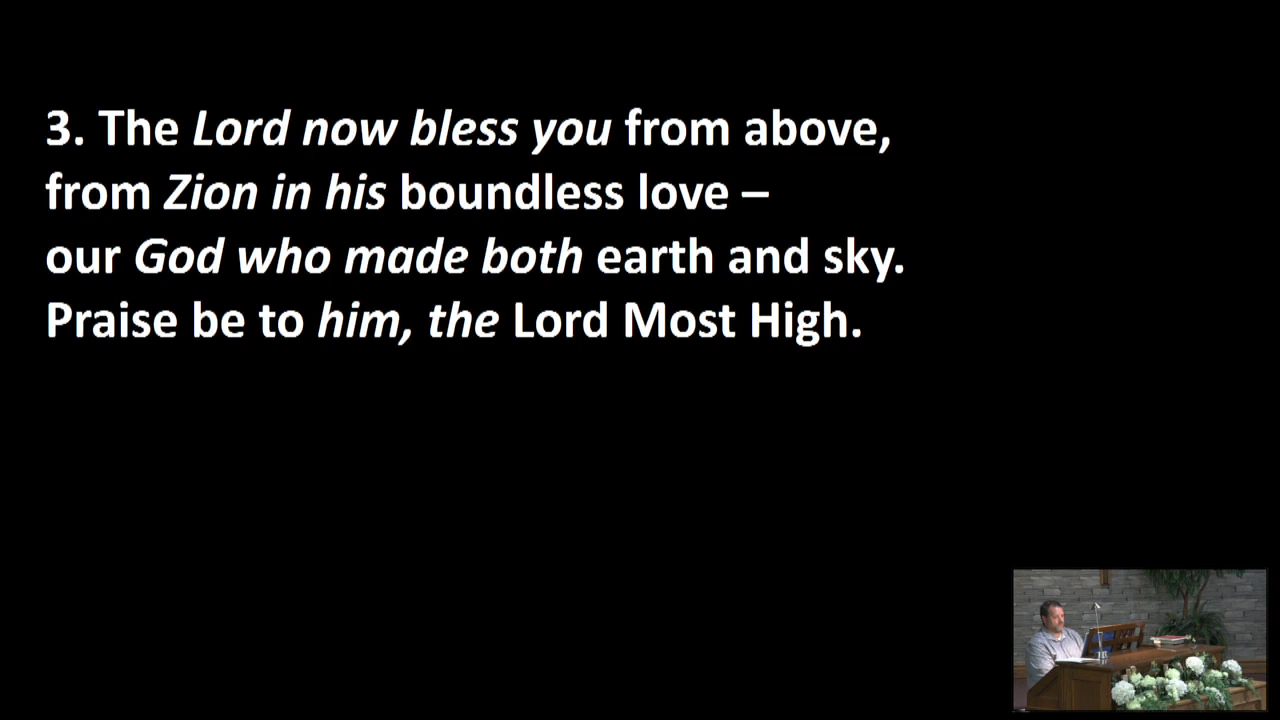 3. The Lord now bless you from above,
from Zion in his boundless love –
our God who made both earth and sky.
Praise be to him, the Lord Most High.